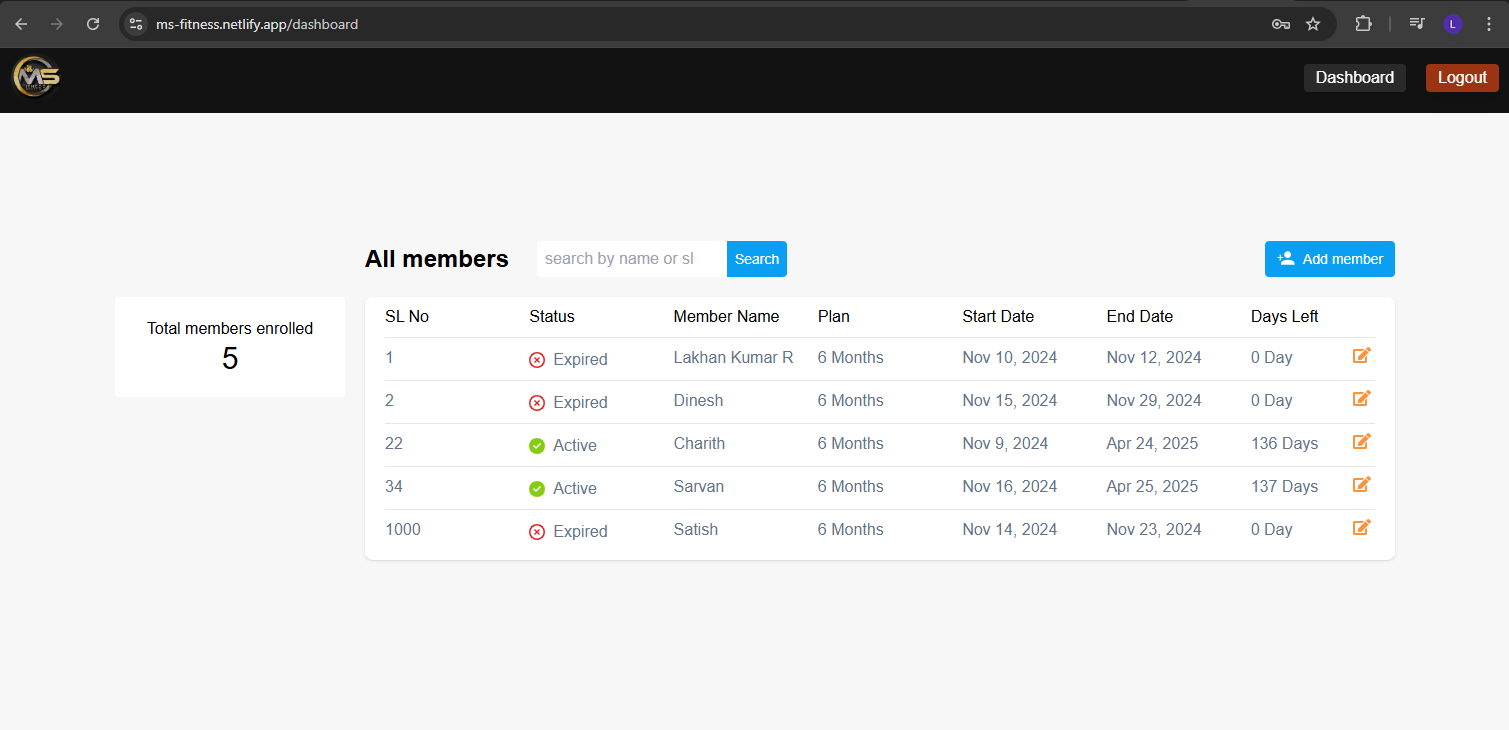 ms-fitness.netlify.app/dashboard
L
MS
Dashboard
Logout
All members
search by name or sl
Search
Add member
Total members enrolled
5
SL No Status Member Name Plan Start Date End Date Days Left
1 Expired Lakhan Kumar R 6 Months Nov 10, 2024 Nov 12, 2024 0 Day
2 Expired Dinesh 6 Months Nov 15, 2024 Nov 29, 2024 0 Day
22 Active Charith 6 Months Nov 9, 2024 Apr 24, 2025 136 Days
34 Active Sarvan 6 Months Nov 16, 2024 Apr 25, 2025 137 Days
1000 Expired Satish 6 Months Nov 14, 2024 Nov 23, 2024 0 Day